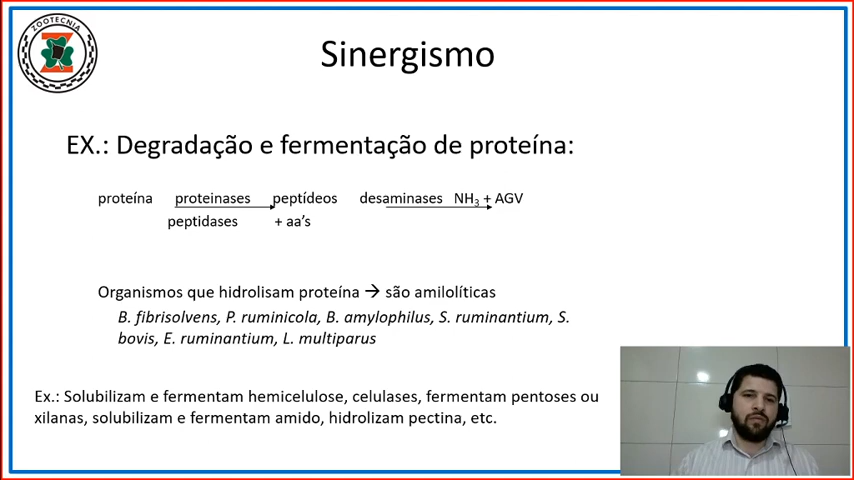 ZOOTECNIA
Sinergismo
EX.: Degradação e fermentação de proteína:
proteína proteinases peptídeos desaminases NH₃ + AGV
peptidases + aa's
Organismos que hidrolisam proteína → são amilolíticas
B. fibrisolvens, P. ruminicola, B. amylophilus, S. ruminantium, S.
bovis, E. ruminantium, L. multiparus
Ex.: Solubilizam e fermentam hemicelulose, celulases, fermentam pentoses ou
xilanas, solubilizam e fermentam amido, hidrolizam pectina, etc.